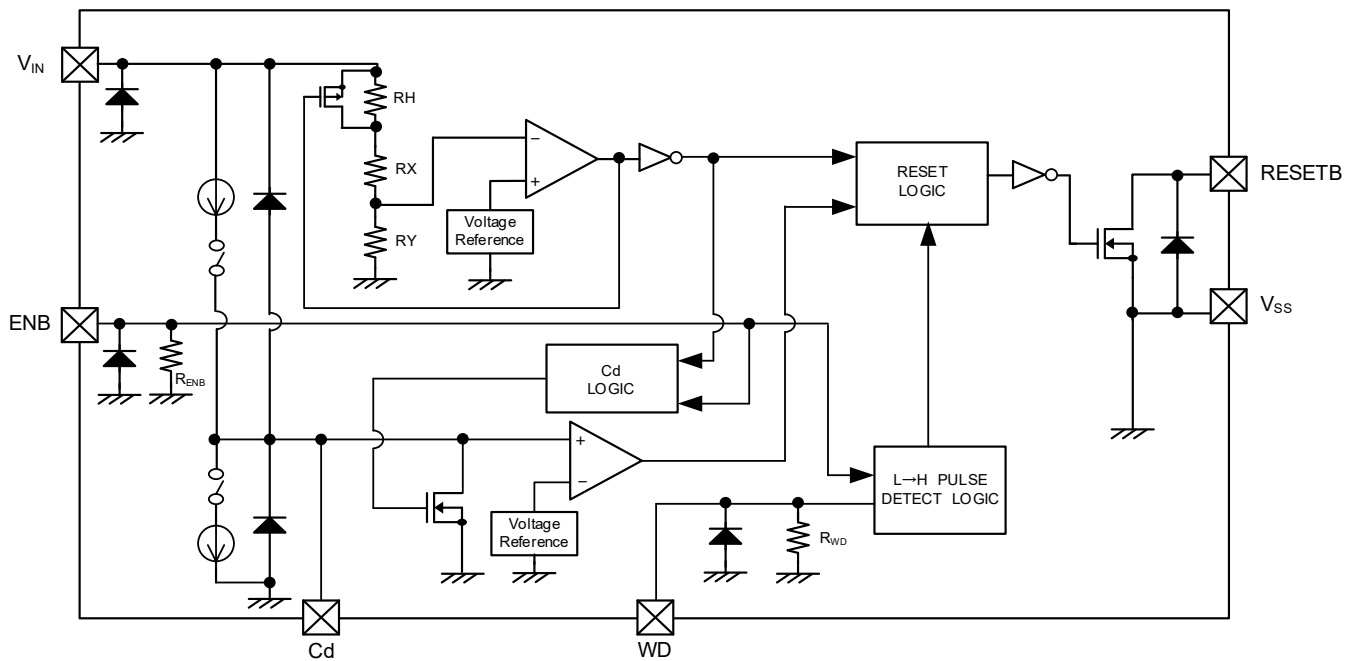 VIN
RH
RX
RY
Voltage
Reference
RESET
LOGIC
RESETB
VSS
ENB
RENB
Cd
LOGIC
L→H PULSE
DETECT LOGIC
Voltage
Reference
RWD
Cd
WD
−
+
+
−